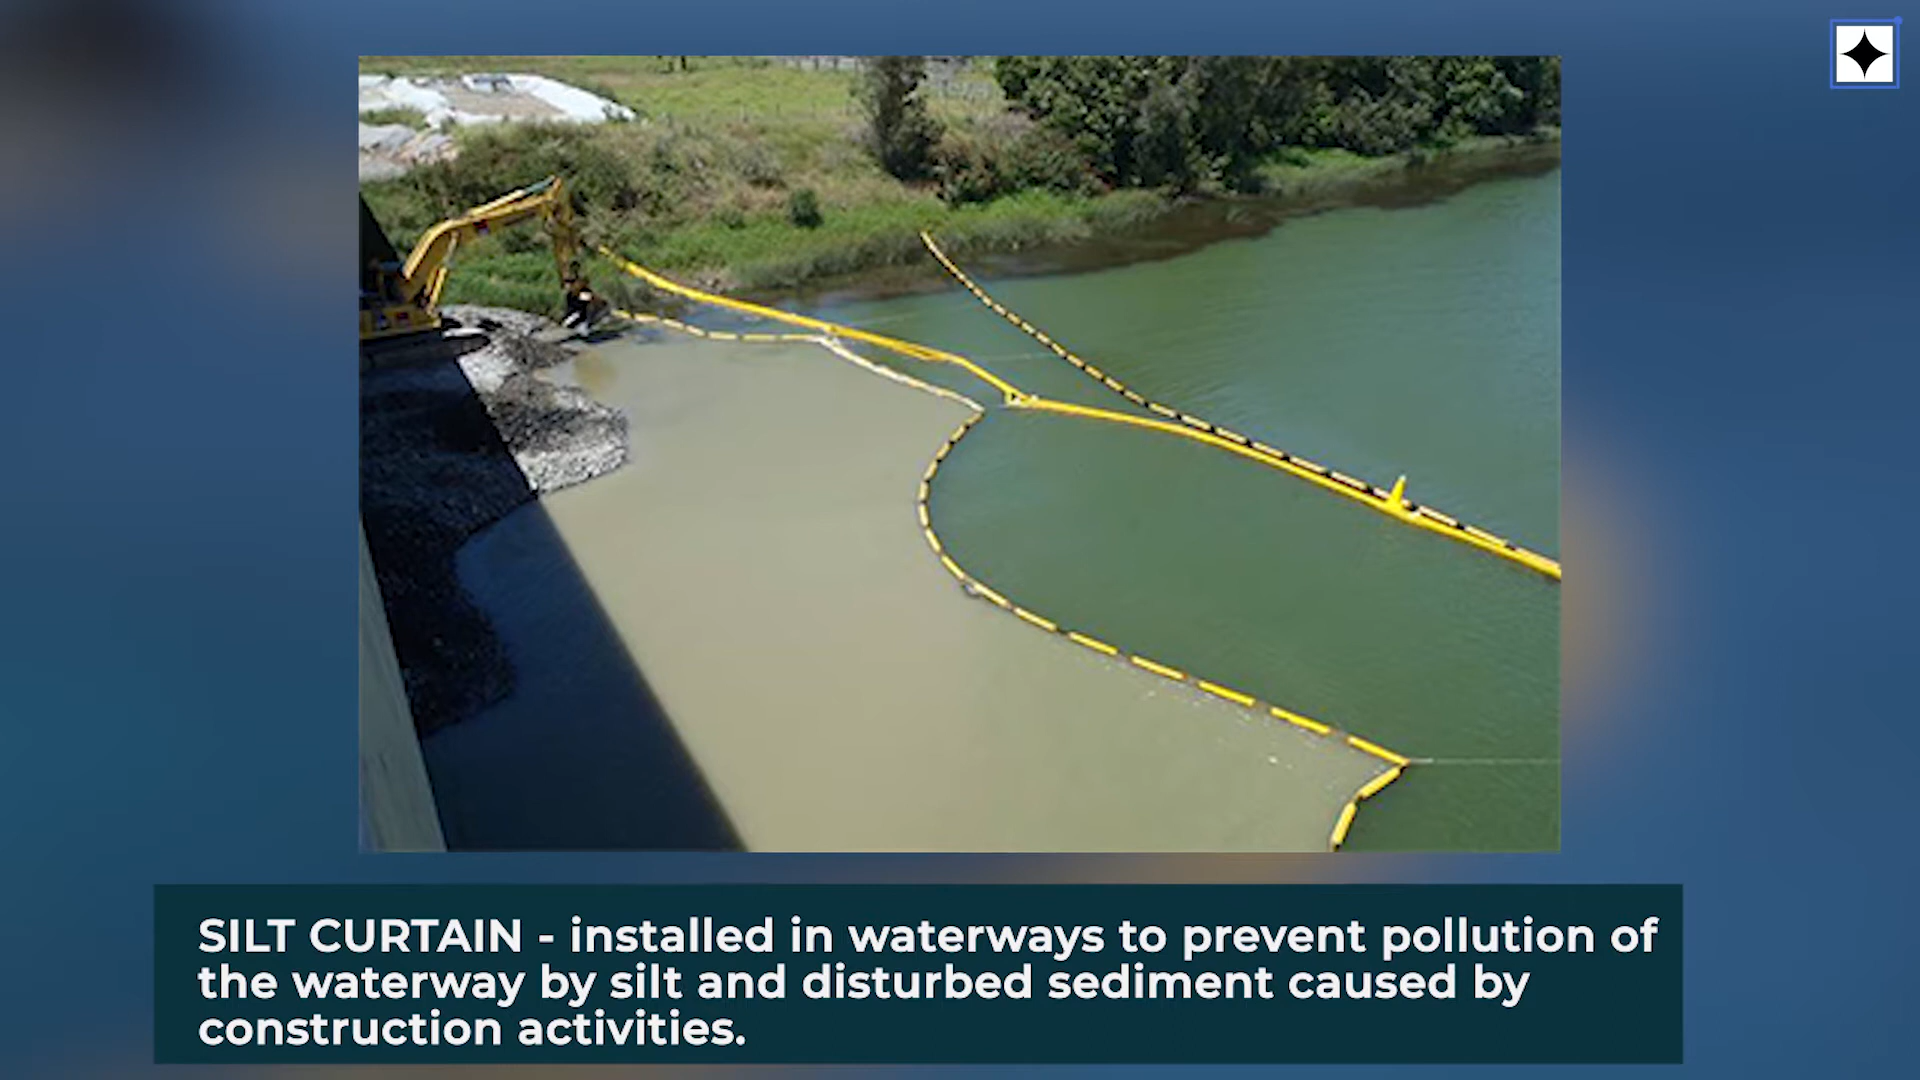 SILT CURTAIN - installed in waterways to prevent pollution of
the waterway by silt and disturbed sediment caused by
construction activities.